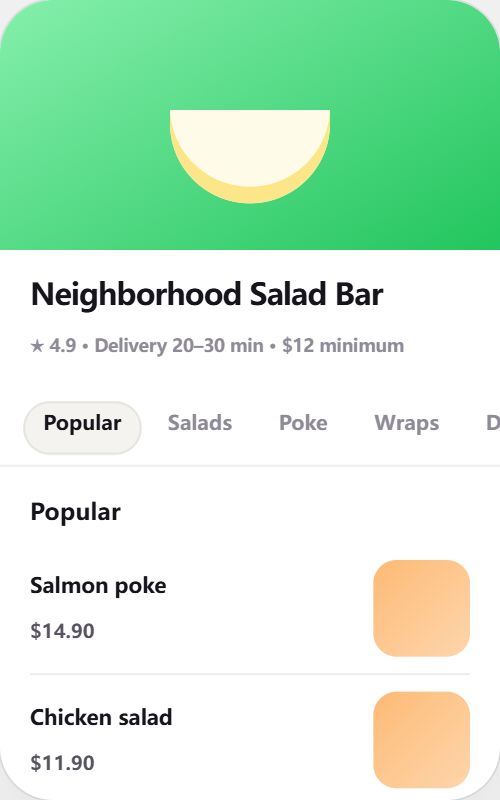 Neighborhood Salad Bar
★ 4.9 • Delivery 20–30 min • $12 minimum
Popular Salads Poke Wraps
Popular
Salmon poke
$14.90
Chicken salad
$11.90